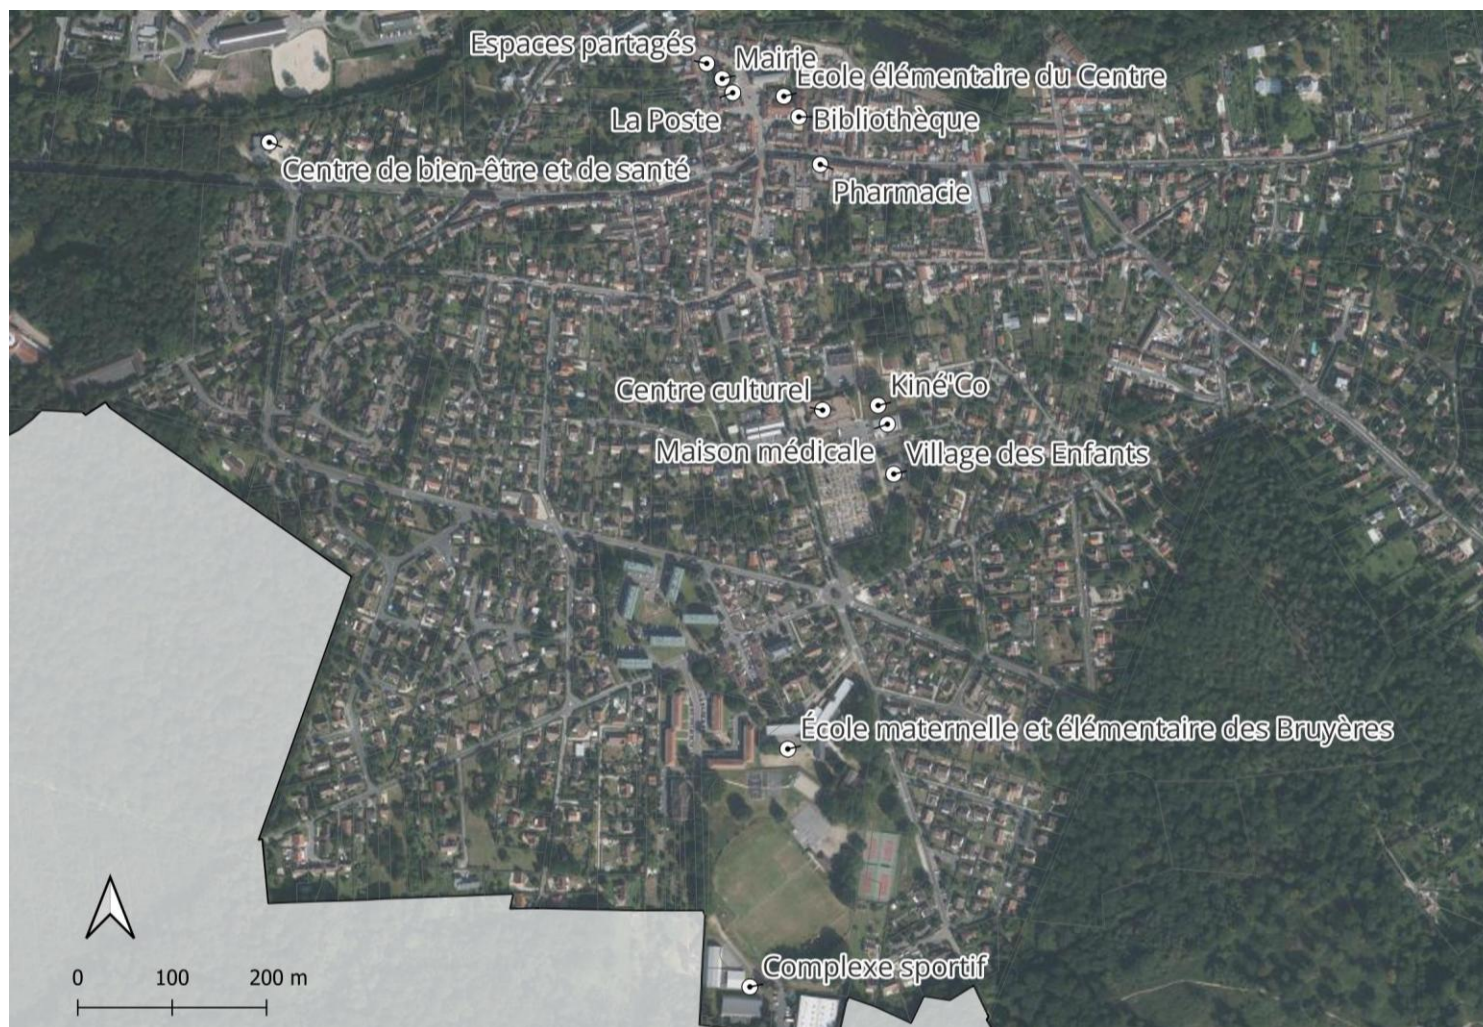 Espaces partagés
Mairie
École élémentaire du Centre
La Poste
Bibliothèque
Centre de bien-être et de santé
Pharmacie
Centre culturel
Kiné'Co
Maison médicale
Village des Enfants
École maternelle et élémentaire des Bruyères
Complexe sportif
0 100 200 m